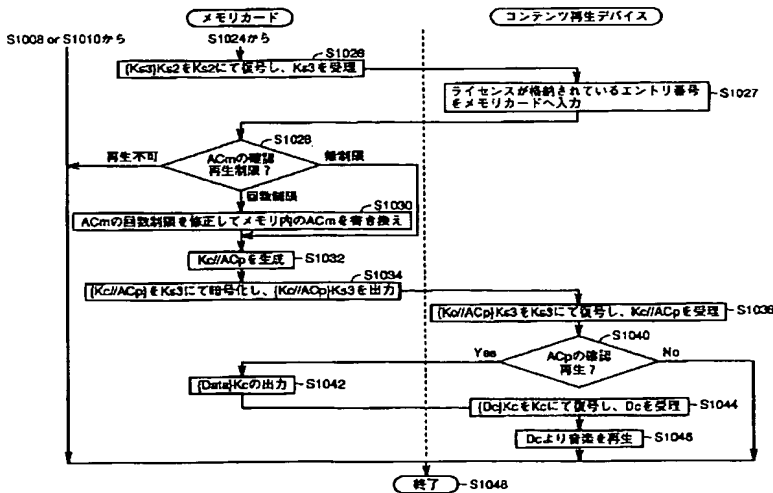 メモリカード
コンテンツ再生デバイス
S1008 or S1010から
S1024から
S1026
{Ks3}Ks2をKs2にて復号し、Ks3を受理
ライセンスが格納されているエントリ番号
をメモリカードへ入力
S1027
S1028
再生不可
ACmの確認
再生制限?
無制限
回数制限
S1030
ACmの回数制限を修正してメモリ内のACmを書き換え
Kc//ACpを生成
S1032
S1034
{Kc//ACp}をKs3にて暗号化し、{Kc//ACp}Ks3を出力
{Kc//ACp}Ks3をKs3にて復号し、Kc//ACpを受理
S1036
S1040
Yes
ACpの確認
再生?
No
{Data}Kcの出力
S1042
{Dc}KcをKcにて復号し、Dcを受理
S1044
Dcより音楽を再生
S1046
終了
S1048